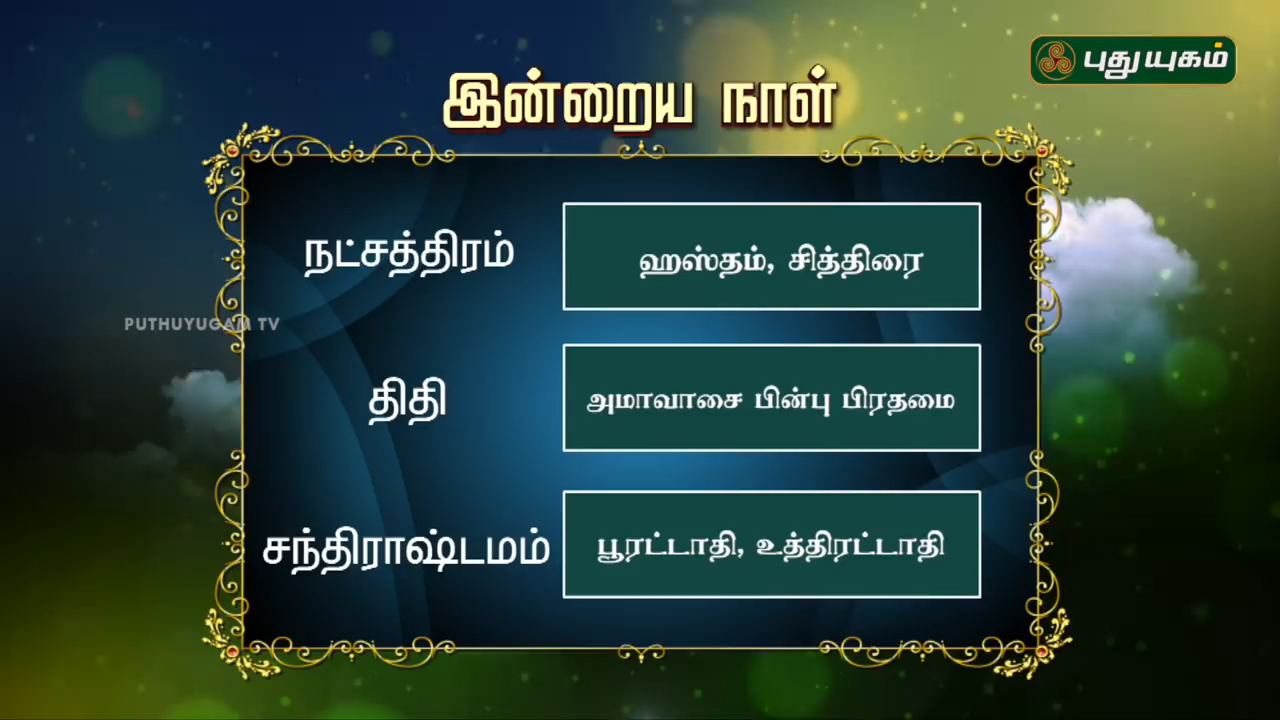 புதுயுகம்
இன்றைய நாள்
நட்சத்திரம்
ஹஸ்தம், சித்திரை
PUTHUYUGAM TV
திதி
அமாவாசை பின்பு பிரதமை
சந்திராஷ்டமம்
பூரட்டாதி, உத்திரட்டாதி